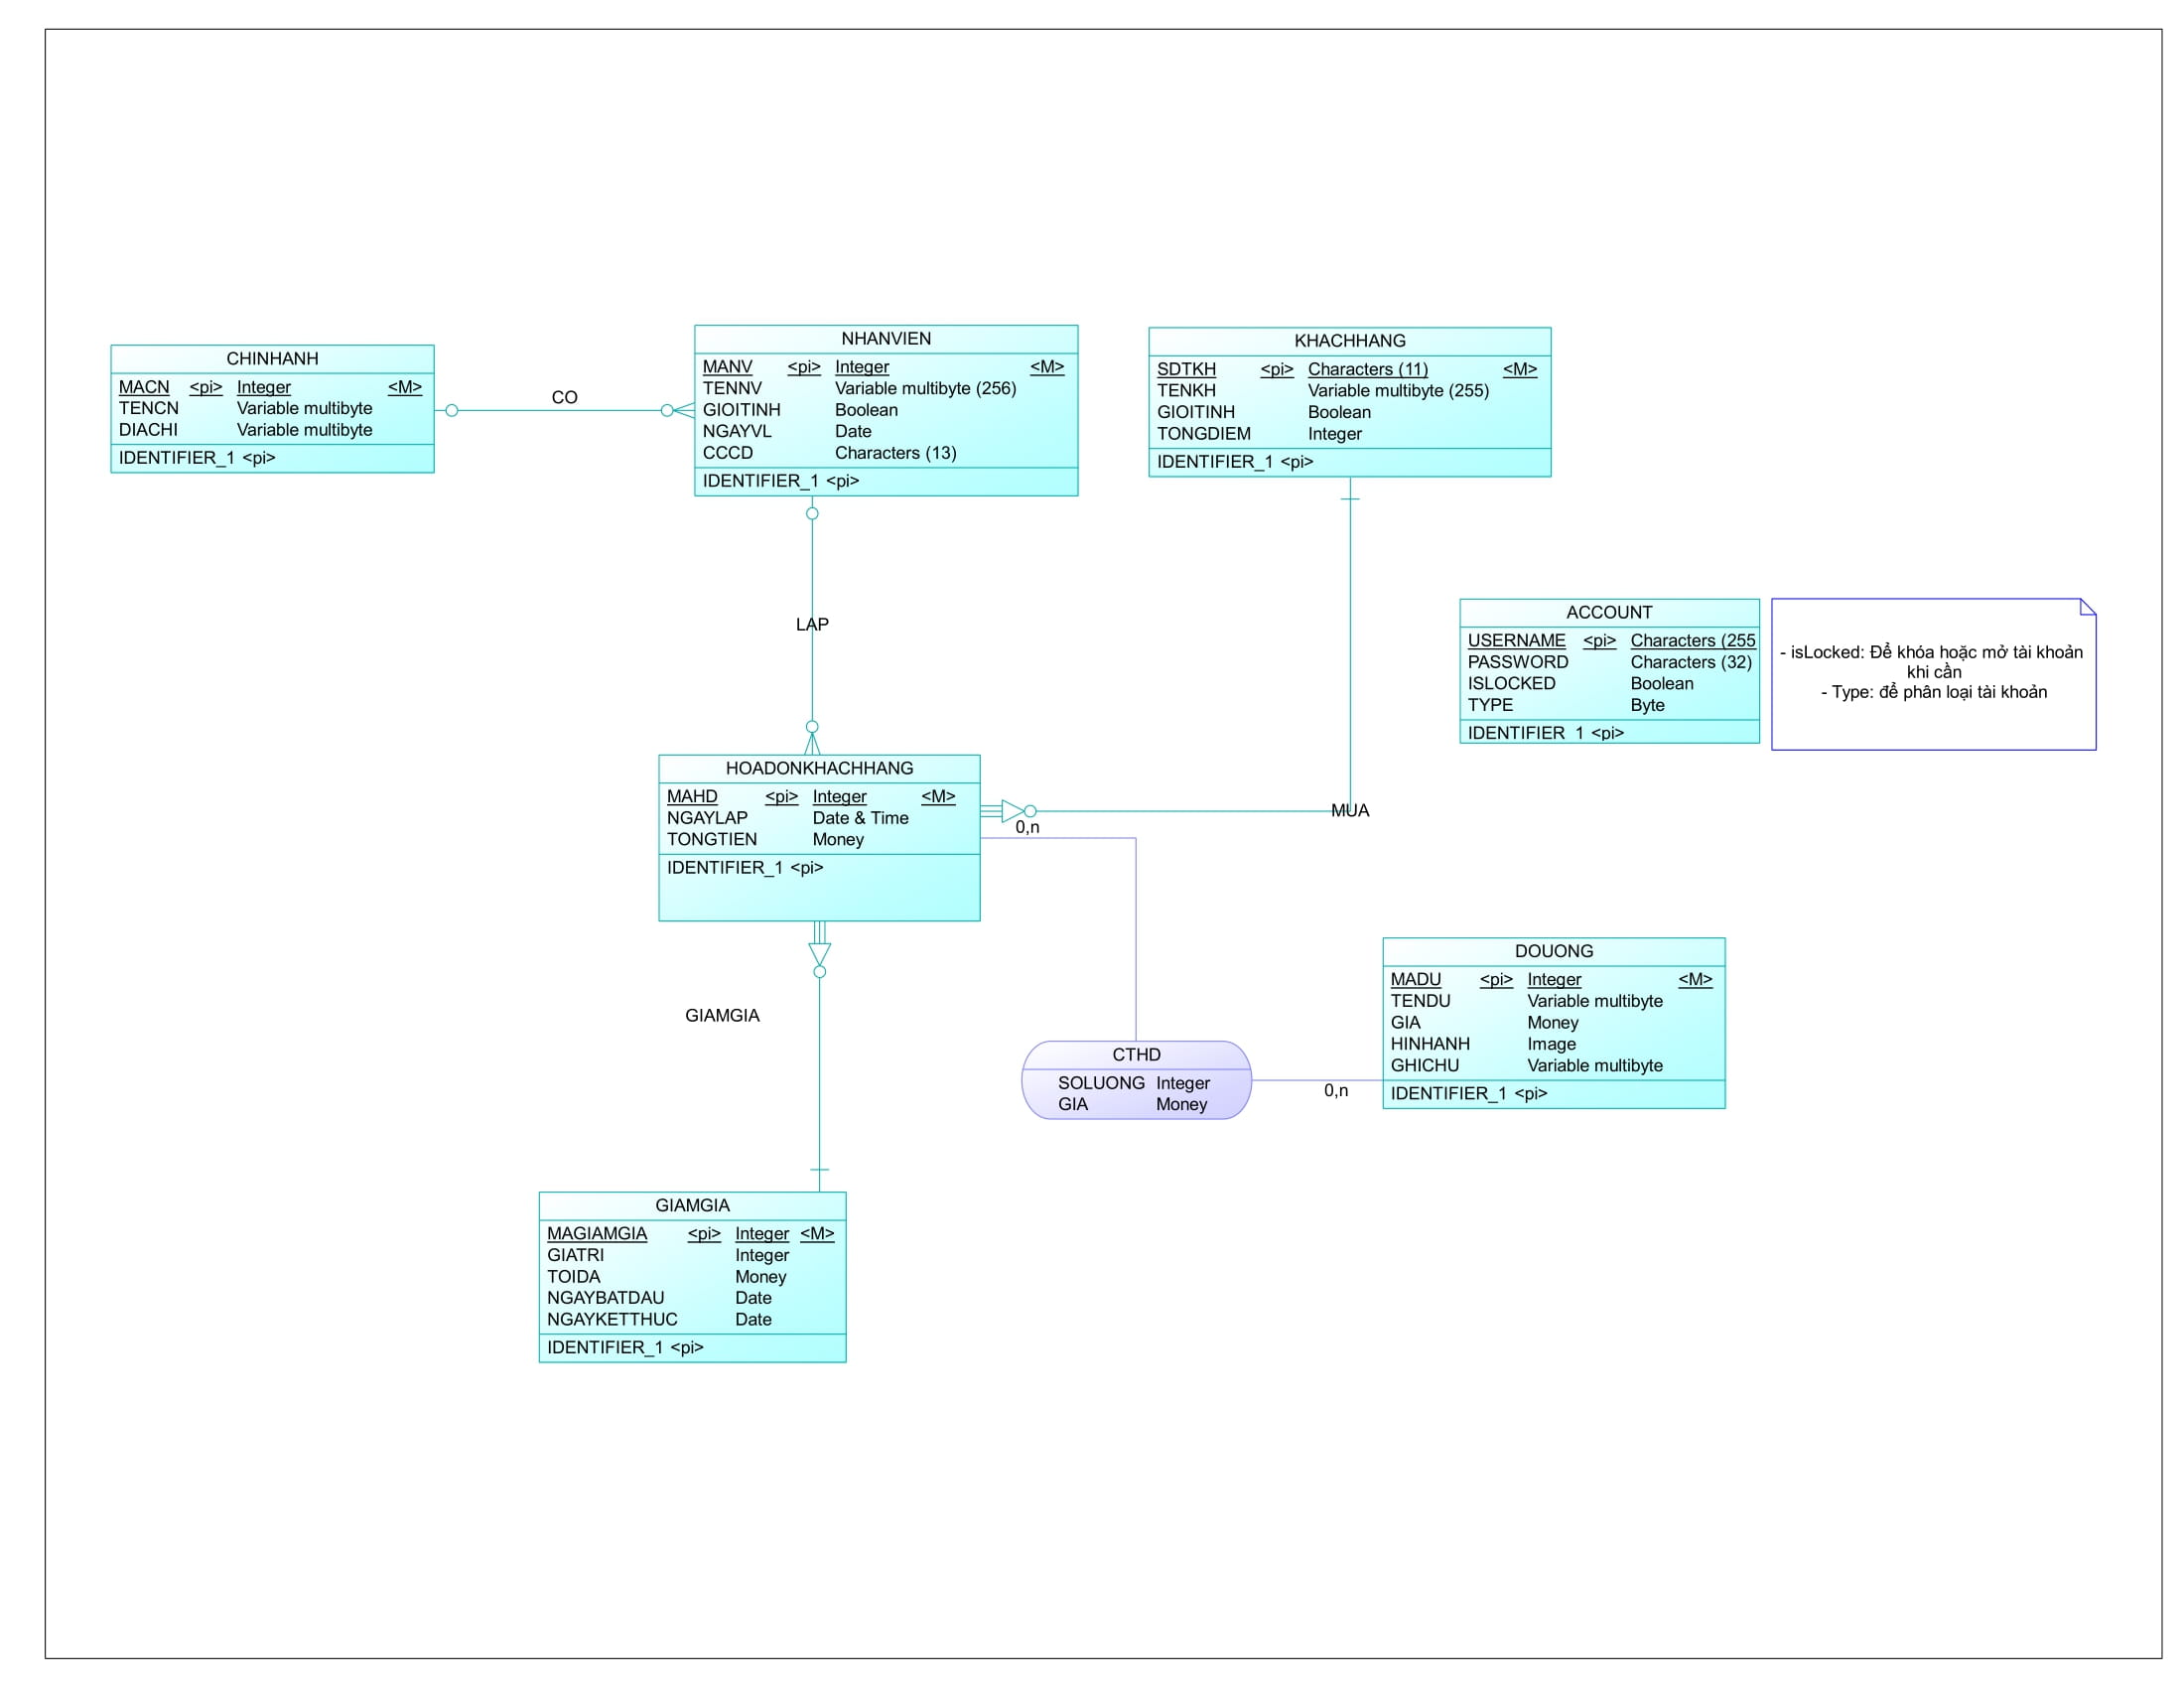 CHINHANH
MACN <pi> Integer <M>
TENCN Variable multibyte
DIACHI Variable multibyte
IDENTIFIER_1 <pi>
CO
NHANVIEN
MANV <pi> Integer <M>
TENNV Variable multibyte (256)
GIOITINH Boolean
NGAYVL Date
CCCD Characters (13)
IDENTIFIER_1 <pi>
KHACHHANG
SDTKH <pi> Characters (11) <M>
TENKH Variable multibyte (255)
GIOITINH Boolean
TONGDIEM Integer
IDENTIFIER_1 <pi>
LAP
ACCOUNT
USERNAME <pi> Characters (255
PASSWORD Characters (32)
ISLOCKED Boolean
TYPE Byte
IDENTIFIER_1 <pi>
- isLocked: Để khóa hoặc mở tài khoản
khi cần
- Type: để phân loại tài khoản
HOADONKHACHHANG
MAHD <pi> Integer <M>
NGAYLAP Date & Time
TONGTIEN Money
IDENTIFIER_1 <pi>
MUA
0,n
GIAMGIA
CTHD
SOLUONG Integer
GIA Money
0,n
DOUONG
MADU <pi> Integer <M>
TENDU Variable multibyte
GIA Money
HINHANH Image
GHICHU Variable multibyte
IDENTIFIER_1 <pi>
GIAMGIA
MAGIAMGIA <pi> Integer <M>
GIATRI Integer
TOIDA Money
NGAYBATDAU Date
NGAYKETTHUC Date
IDENTIFIER_1 <pi>